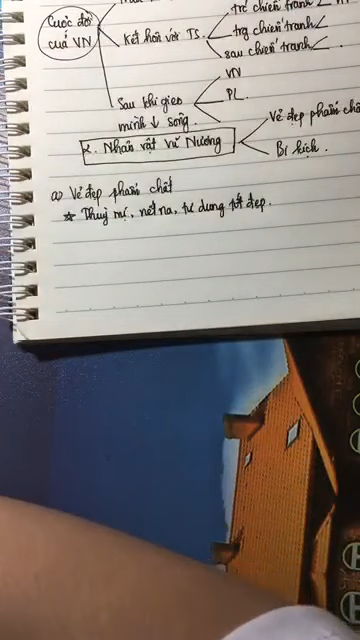 Cuộc đời
của VN
Kết hôn với TS.
trc chiến tranh
trg chiến tranh
sau chiến tranh
Sau khi gieo
mình ↓ sông.
VN
PL
2. Nhân vật Vũ Nương
Vẻ đẹp phẩm chất
Bi kịch.
a) Vẻ đẹp phẩm chất
* Thuỳ mị, nết na, tư dung tốt đẹp.